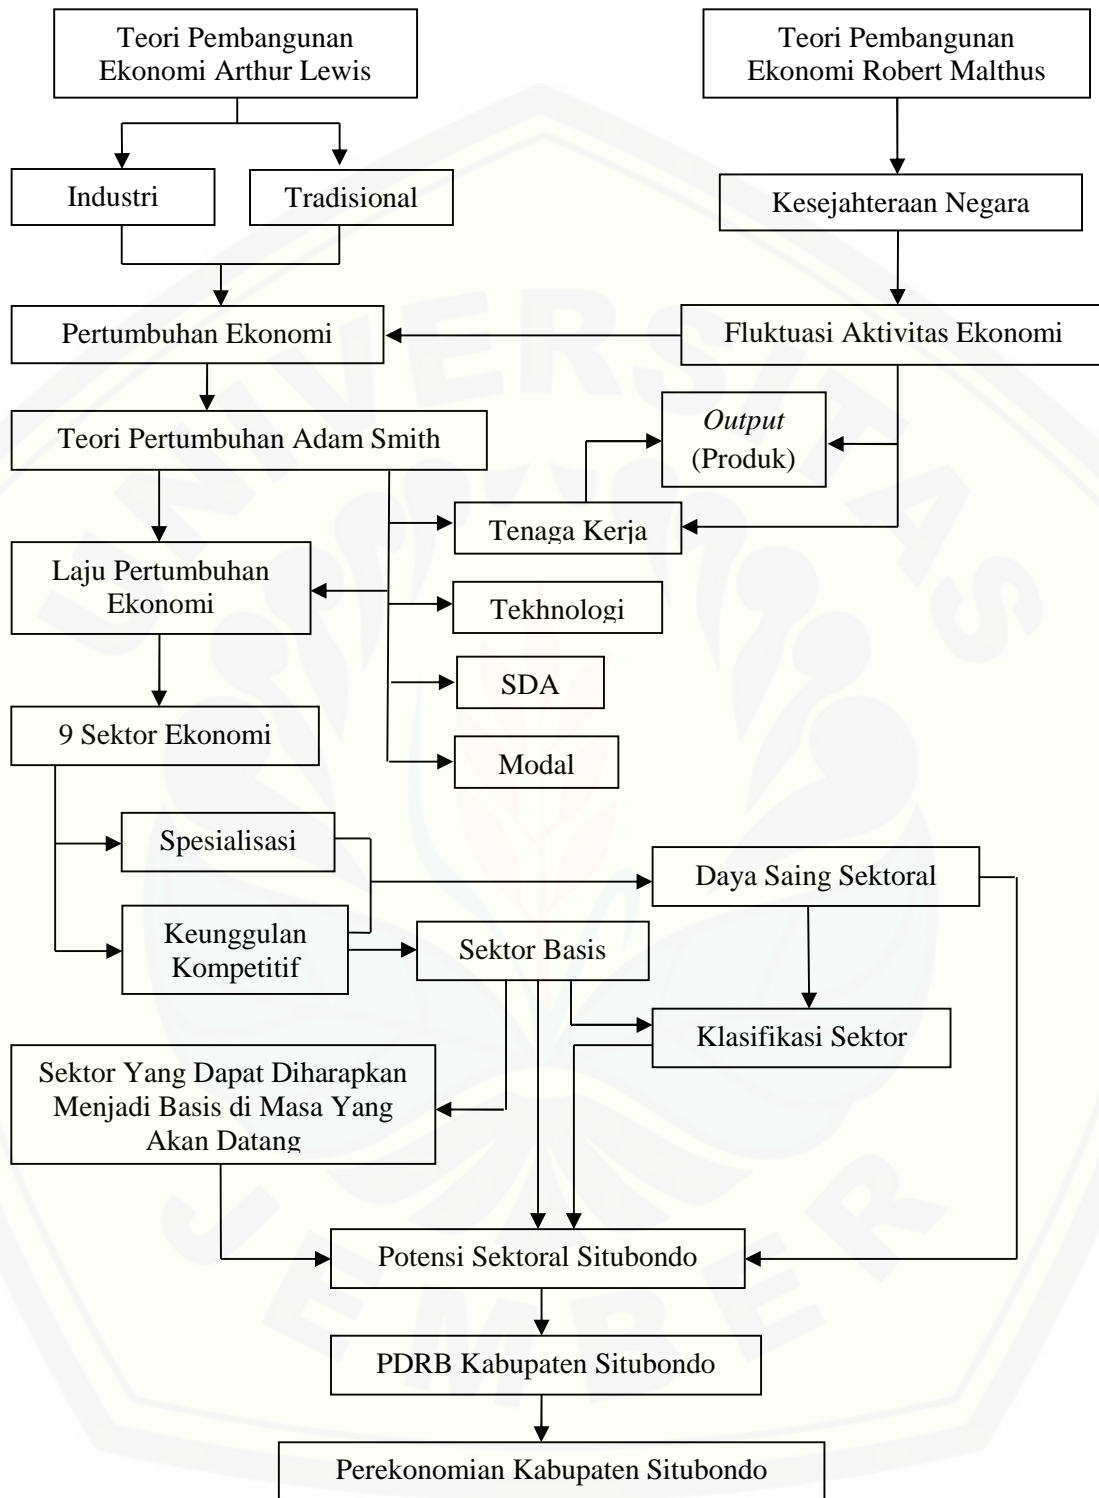 Teori Pembangunan
Ekonomi Arthur Lewis
Teori Pembangunan
Ekonomi Robert Malthus
Industri
Tradisional
Kesejahteraan Negara
Pertumbuhan Ekonomi
Fluktuasi Aktivitas Ekonomi
Teori Pertumbuhan Adam Smith
Output
(Produk)
Tenaga Kerja
Laju Pertumbuhan
Ekonomi
Tekhnologi
SDA
9 Sektor Ekonomi
Modal
Spesialisasi
Daya Saing Sektoral
Keunggulan
Kompetitif
Sektor Basis
Klasifikasi Sektor
Sektor Yang Dapat Diharapkan
Menjadi Basis di Masa Yang
Akan Datang
Potensi Sektoral Situbondo
PDRB Kabupaten Situbondo
Perekonomian Kabupaten Situbondo
UNIVERSITAS
JEMBER